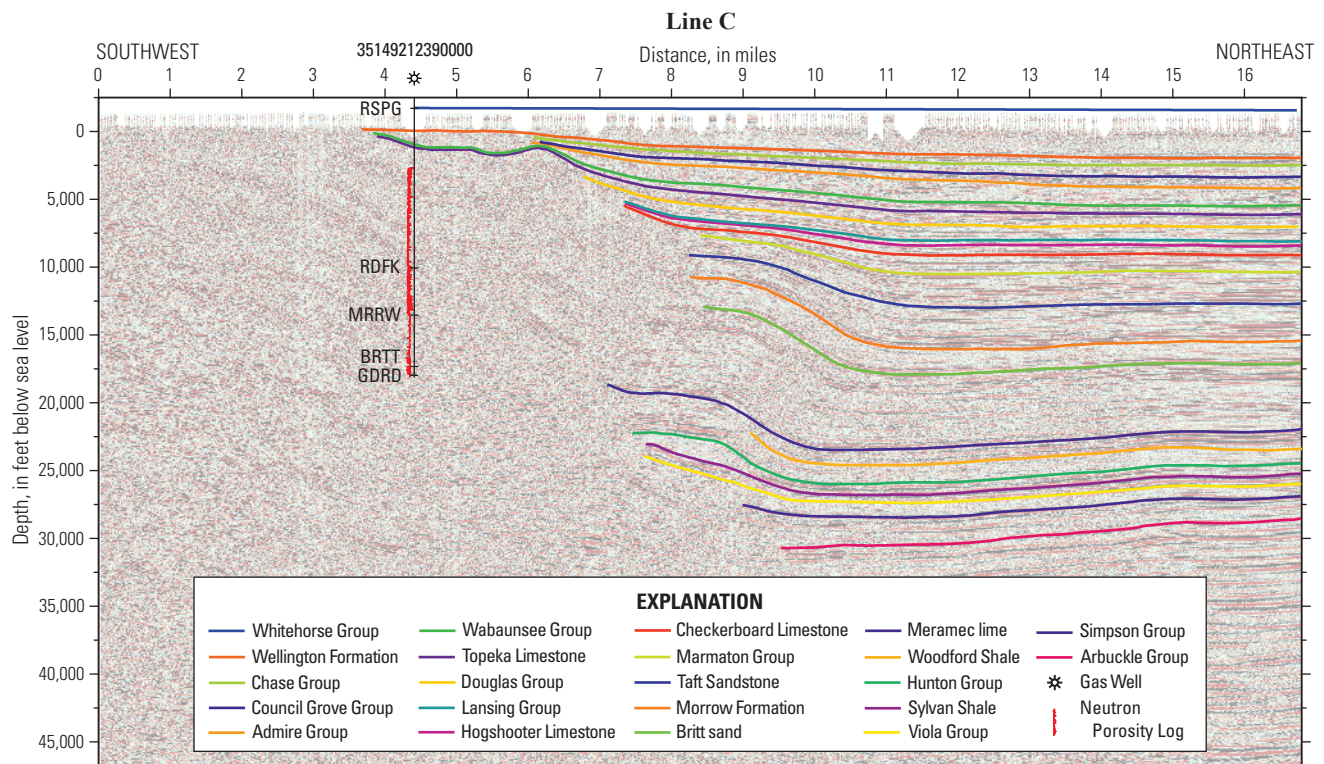 Line C
SOUTHWEST
35149212390000
Distance, in miles
NORTHEAST
0 1 2 3 4 5 6 7 8 9 10 11 12 13 14 15 16
RSPG
RDFK
MRRW
BRTT
GDRD
Depth, in feet below sea level
0
5,000
10,000
15,000
20,000
25,000
30,000
35,000
40,000
45,000
EXPLANATION
Whitehorse Group
Wellington Formation
Chase Group
Council Grove Group
Admire Group
Wabaunsee Group
Topeka Limestone
Douglas Group
Lansing Group
Hogshooter Limestone
Checkerboard Limestone
Marmaton Group
Taft Sandstone
Morrow Formation
Britt sand
Meramec lime
Woodford Shale
Hunton Group
Sylvan Shale
Viola Group
Simpson Group
Arbuckle Group
Gas Well
Neutron
Porosity Log